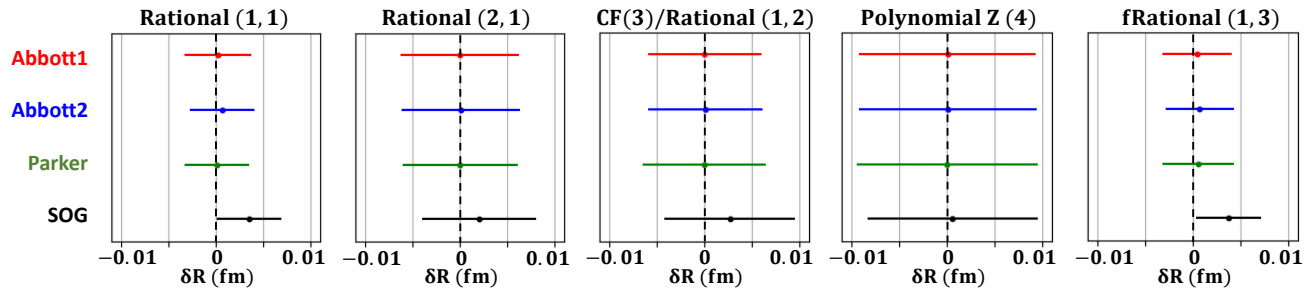 Rational (1, 1)
Rational (2, 1)
CF(3)/Rational (1, 2)
Polynomial Z (4)
fRational (1, 3)
Abbott1
Abbott2
Parker
SOG
−0.01 0 0.01
−0.01 0 0.01
−0.01 0 0.01
−0.01 0 0.01
−0.01 0 0.01
δR (fm)
δR (fm)
δR (fm)
δR (fm)
δR (fm)